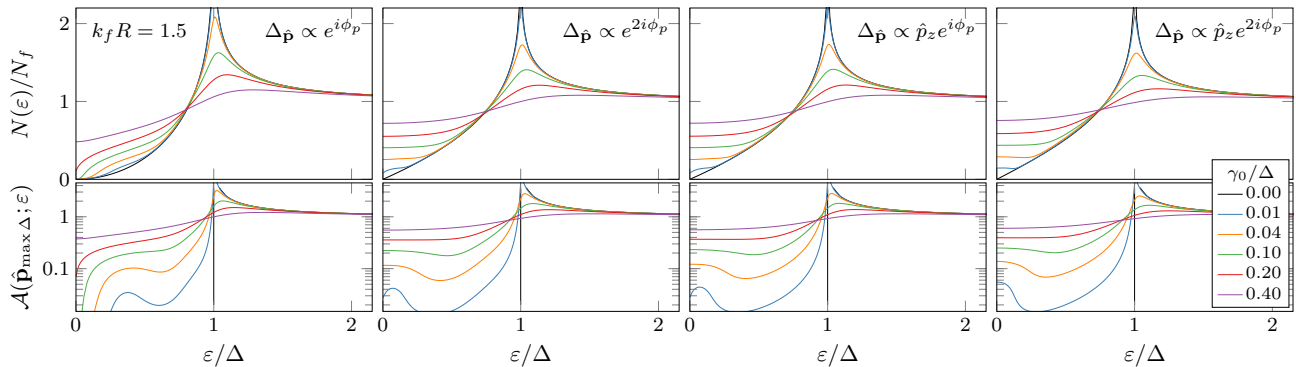 k_f R = 1.5
Δ_p̂ ∝ e^{iϕ_p}
Δ_p̂ ∝ e^{2iϕ_p}
Δ_p̂ ∝ p̂_z e^{iϕ_p}
Δ_p̂ ∝ p̂_z e^{2iϕ_p}
N(ε)/N_f
2
1
0
𝒜(p̂_{max Δ}; ε)
1
0.1
γ_0/Δ
0.00
0.01
0.04
0.10
0.20
0.40
0 1 2 0 1 2 0 1 2 0 1 2
ε/Δ ε/Δ ε/Δ ε/Δ